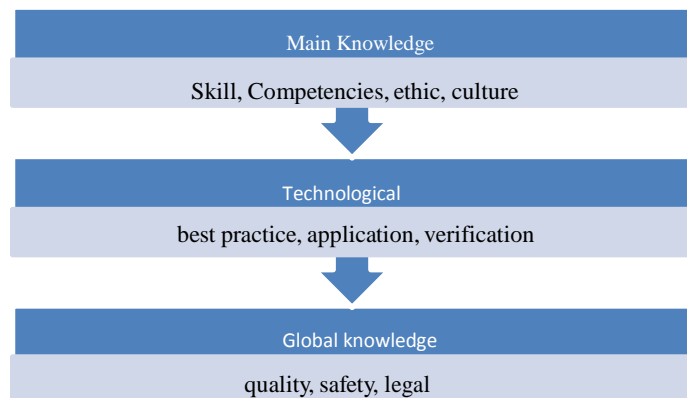 Main Knowledge
Skill, Competencies, ethic, culture
Technological
best practice, application, verification
Global knowledge
quality, safety, legal